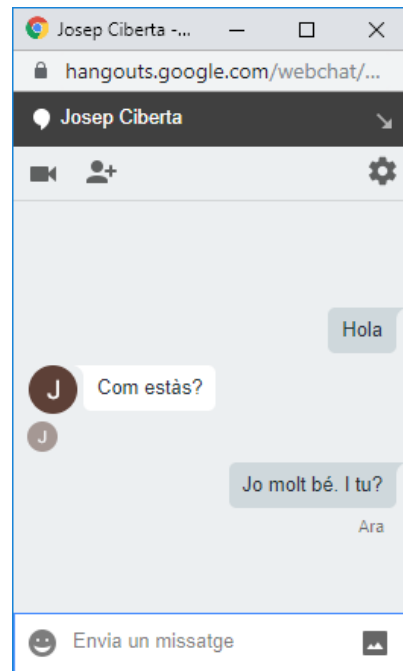 Josep Ciberta -...
hangouts.google.com/webchat/...
Josep Ciberta
Hola
J
Com estàs?
J
Jo molt bé. I tu?
Ara
Envia un missatge